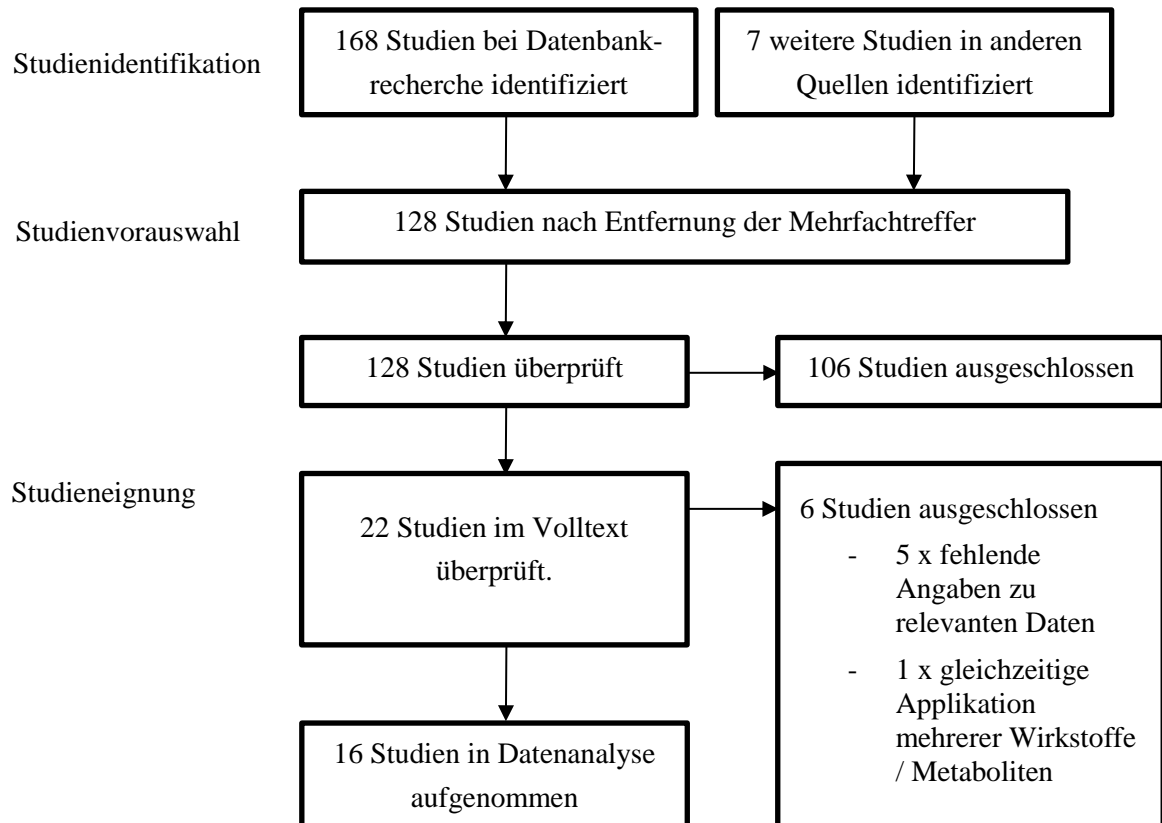 Studienidentifikation
168 Studien bei Datenbank-
recherche identifiziert
7 weitere Studien in anderen
Quellen identifiziert
Studienvorauswahl
128 Studien nach Entfernung der Mehrfachtreffer
128 Studien überprüft
106 Studien ausgeschlossen
Studieneignung
22 Studien im Volltext
überprüft.
6 Studien ausgeschlossen
- 5 x fehlende
Angaben zu
relevanten Daten
- 1 x gleichzeitige
Applikation
mehrerer Wirkstoffe
/ Metaboliten
16 Studien in Datenanalyse
aufgenommen